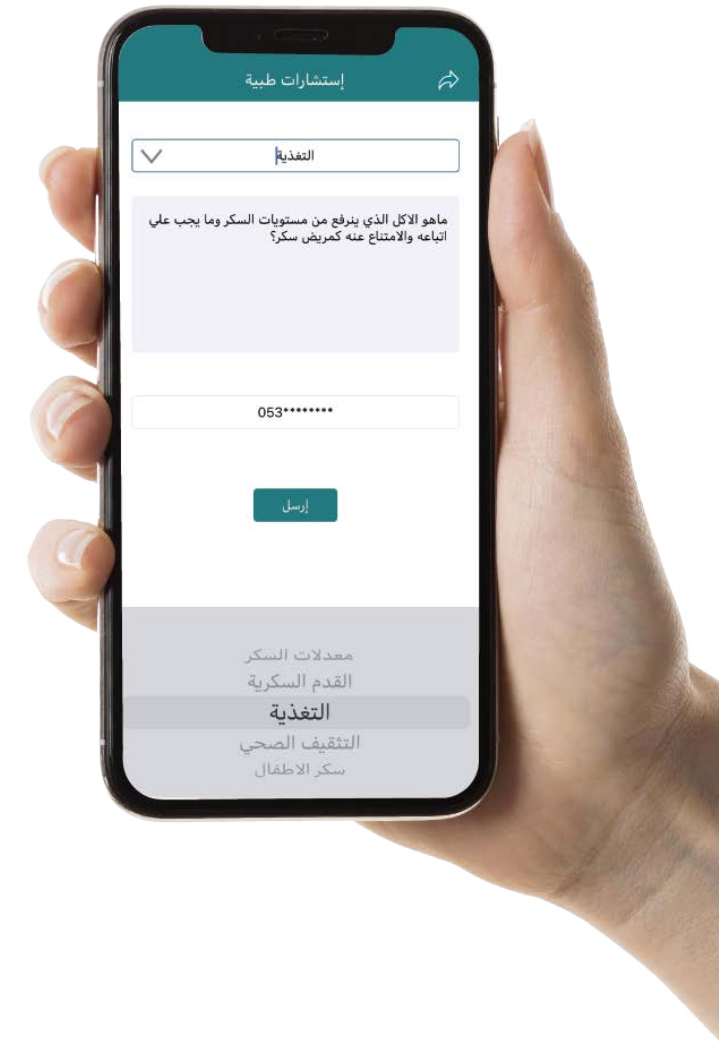 إستشارات طبية
التغذية
ماهو الاكل الذي ينرفع من مستويات السكر وما يجب علي
اتباعه والامتناع عنه كمريض سكر؟
053********
إرسل
معدلات السكر
القدم السكرية
التغذية
التثقيف الصحي
سكر الاطفال